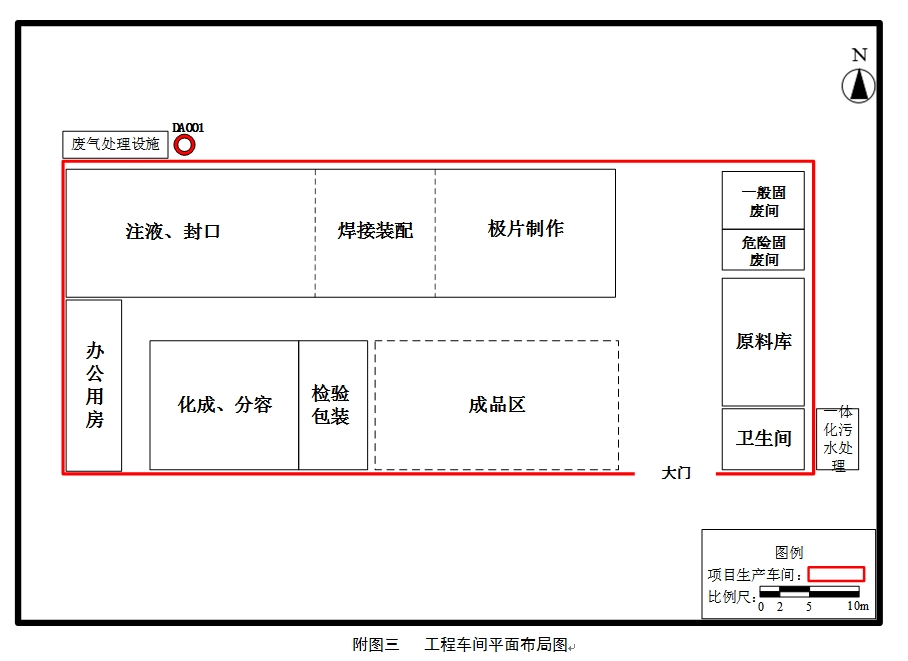 N
DA001
废气处理设施
注液、封口
焊接装配
极片制作
一般固
废间
危险固
废间
办
公
用
房
化成、分容
检验
包装
成品区
原料库
卫生间
一体
化污
水处
理
大门
图例
项目生产车间：
比例尺：
0 2 5 10m
附图三 工程车间平面布局图